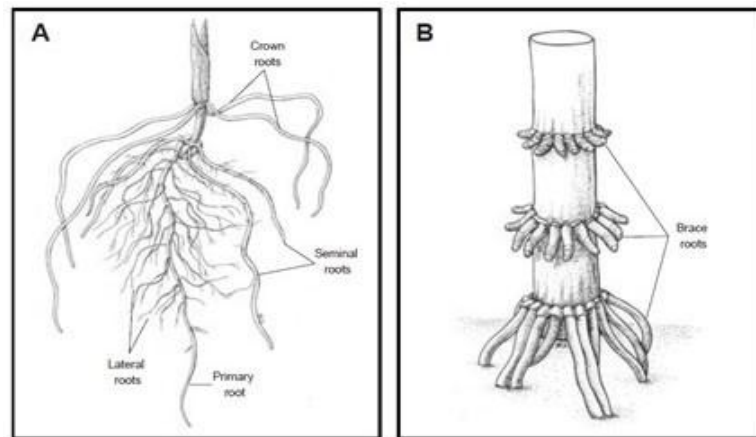 A
Crown
roots
Seminal
roots
Lateral
roots
Primary
root
B
Brace
roots